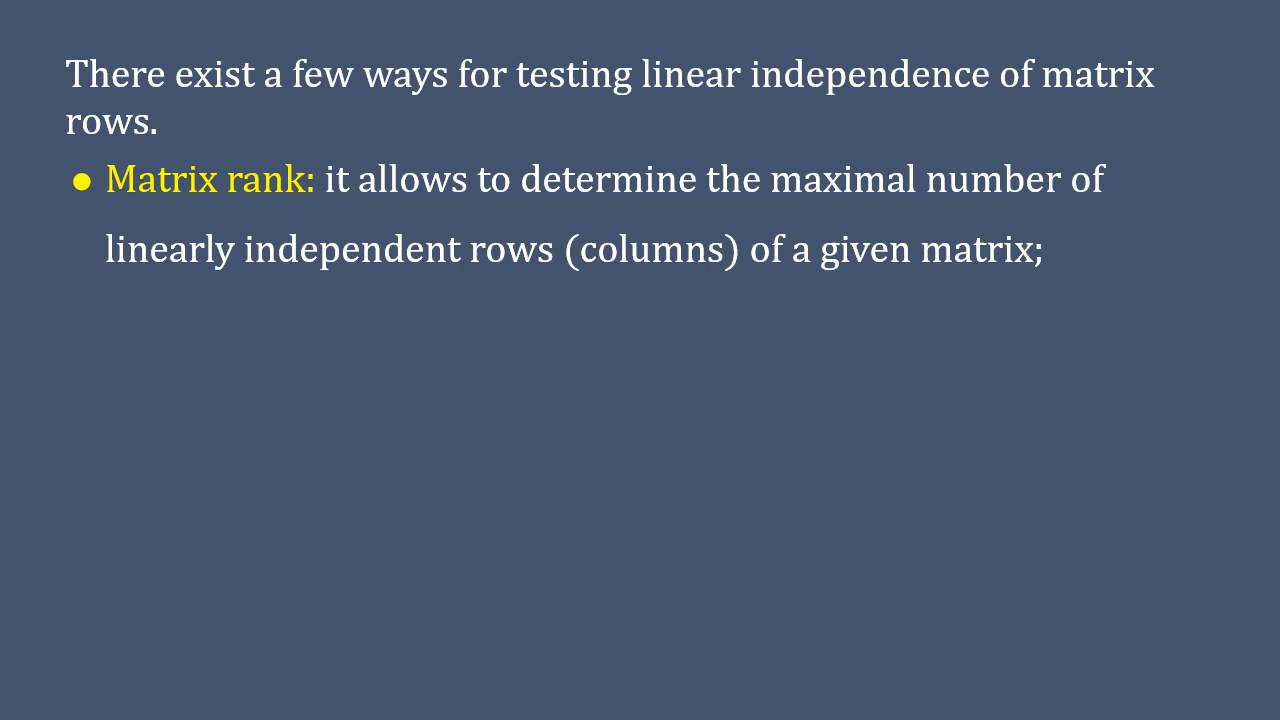 There exist a few ways for testing linear independence of matrix
rows.
● Matrix rank: it allows to determine the maximal number of
linearly independent rows (columns) of a given matrix;